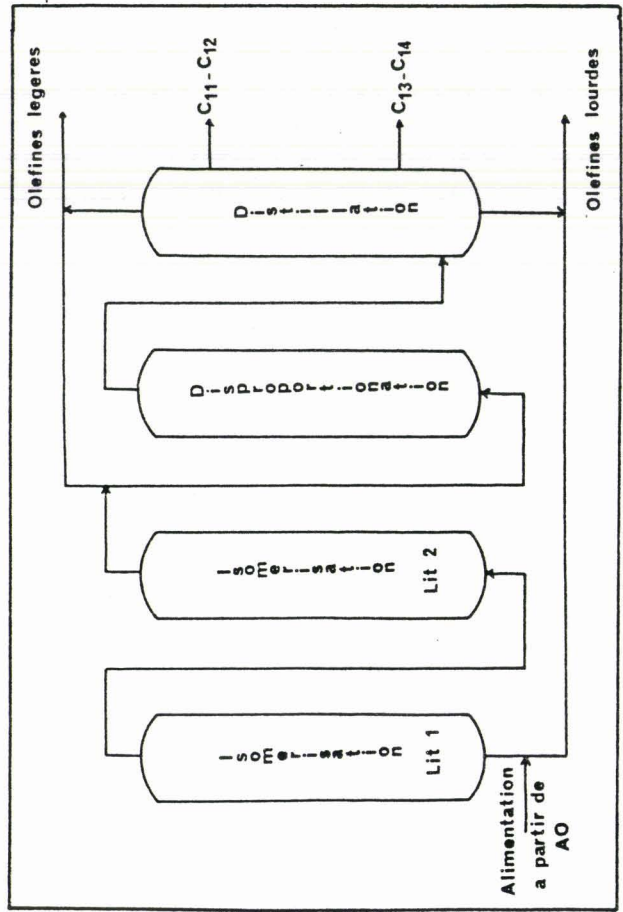 Olefines legeres
C11-C12
C13-C14
Olefines lourdes
Distillation
Disproportionation
Isomerisation
Lit 2
Isomerisation
Lit 1
Alimentation
a partir de
AO